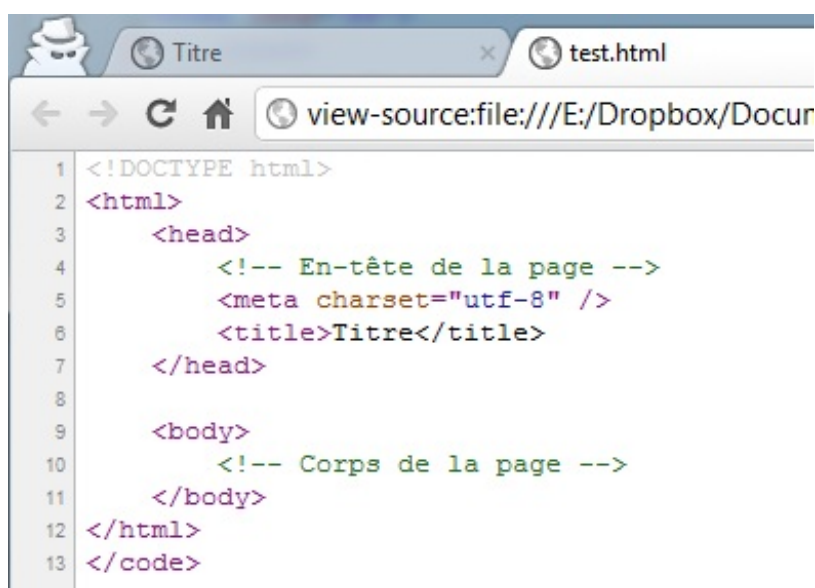 Titre
test.html
view-source:file:///E:/Dropbox/Docum
1 <!DOCTYPE html>
2 <html>
3 <head>
4 <!-- En-tête de la page -->
5 <meta charset="utf-8" />
6 <title>Titre</title>
7 </head>
8
9 <body>
10 <!-- Corps de la page -->
11 </body>
12 </html>
13 </code>